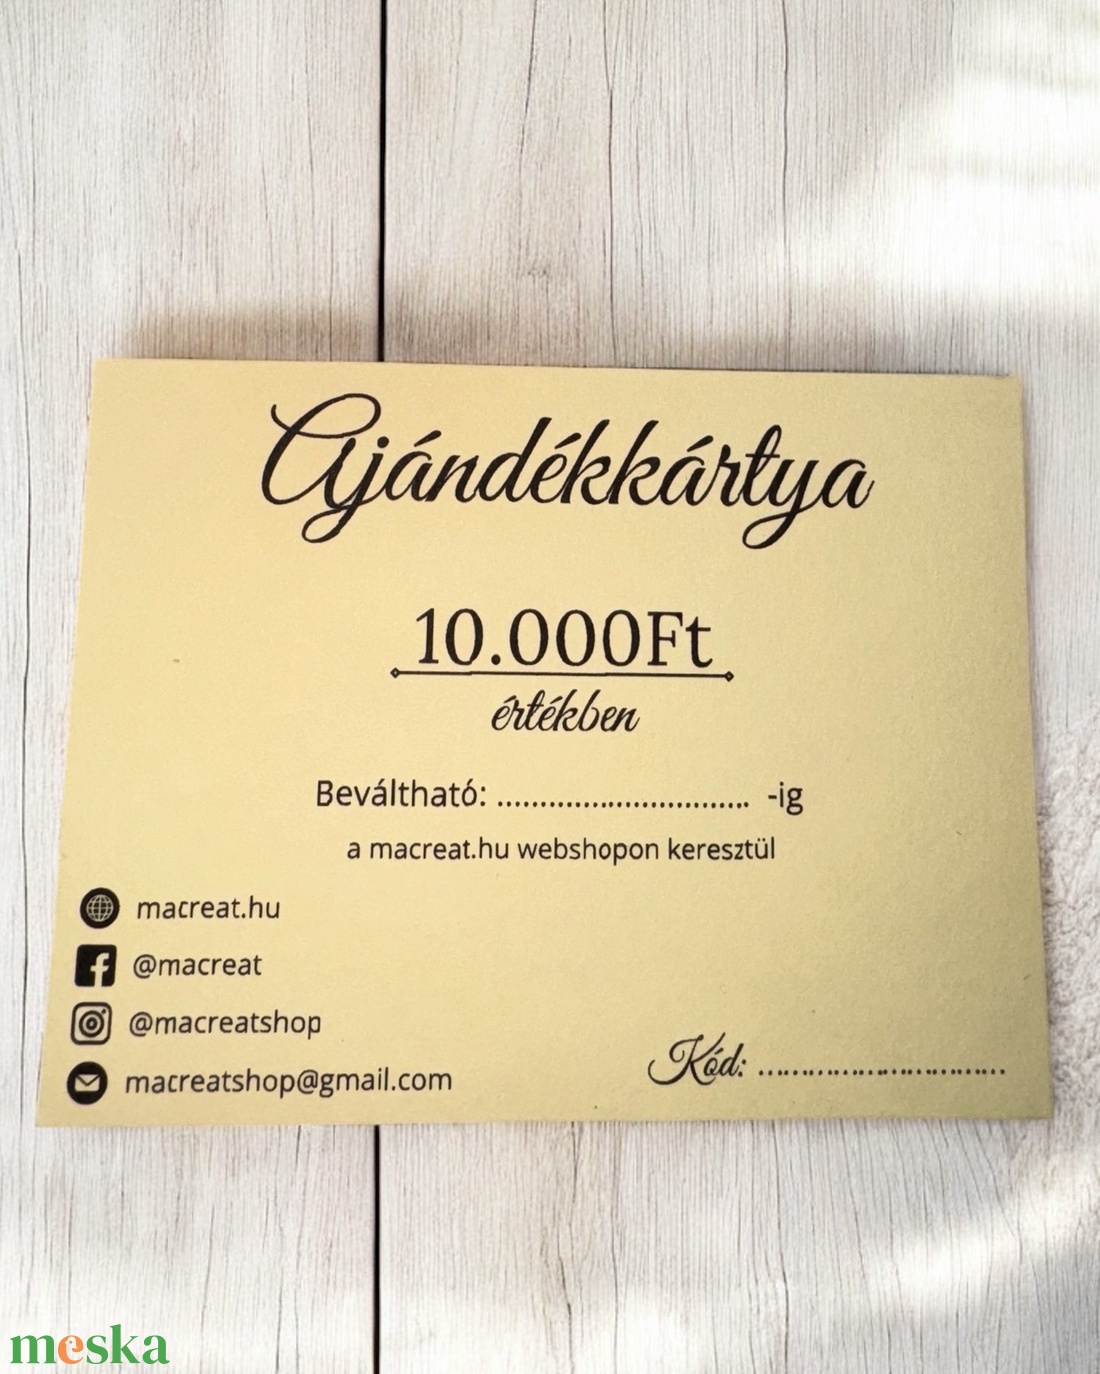 Ajándékkártya
10.000Ft
értékben
Beváltható: .............................. -ig
a macreat.hu webshopon keresztül
macreat.hu
@macreat
@macreatshop
macreatshop@gmail.com
Kód: ..............................
meska